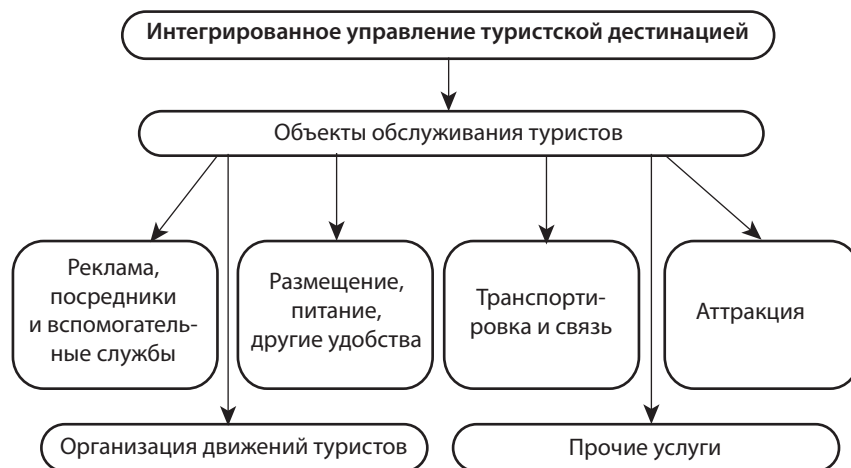 Интегрированное управление туристской дестинацией
Объекты обслуживания туристов
Реклама,
посредники
и вспомогатель-
ные службы
Размещение,
питание,
другие удобства
Транспорти-
ровка и связь
Аттракция
Организация движений туристов
Прочие услуги